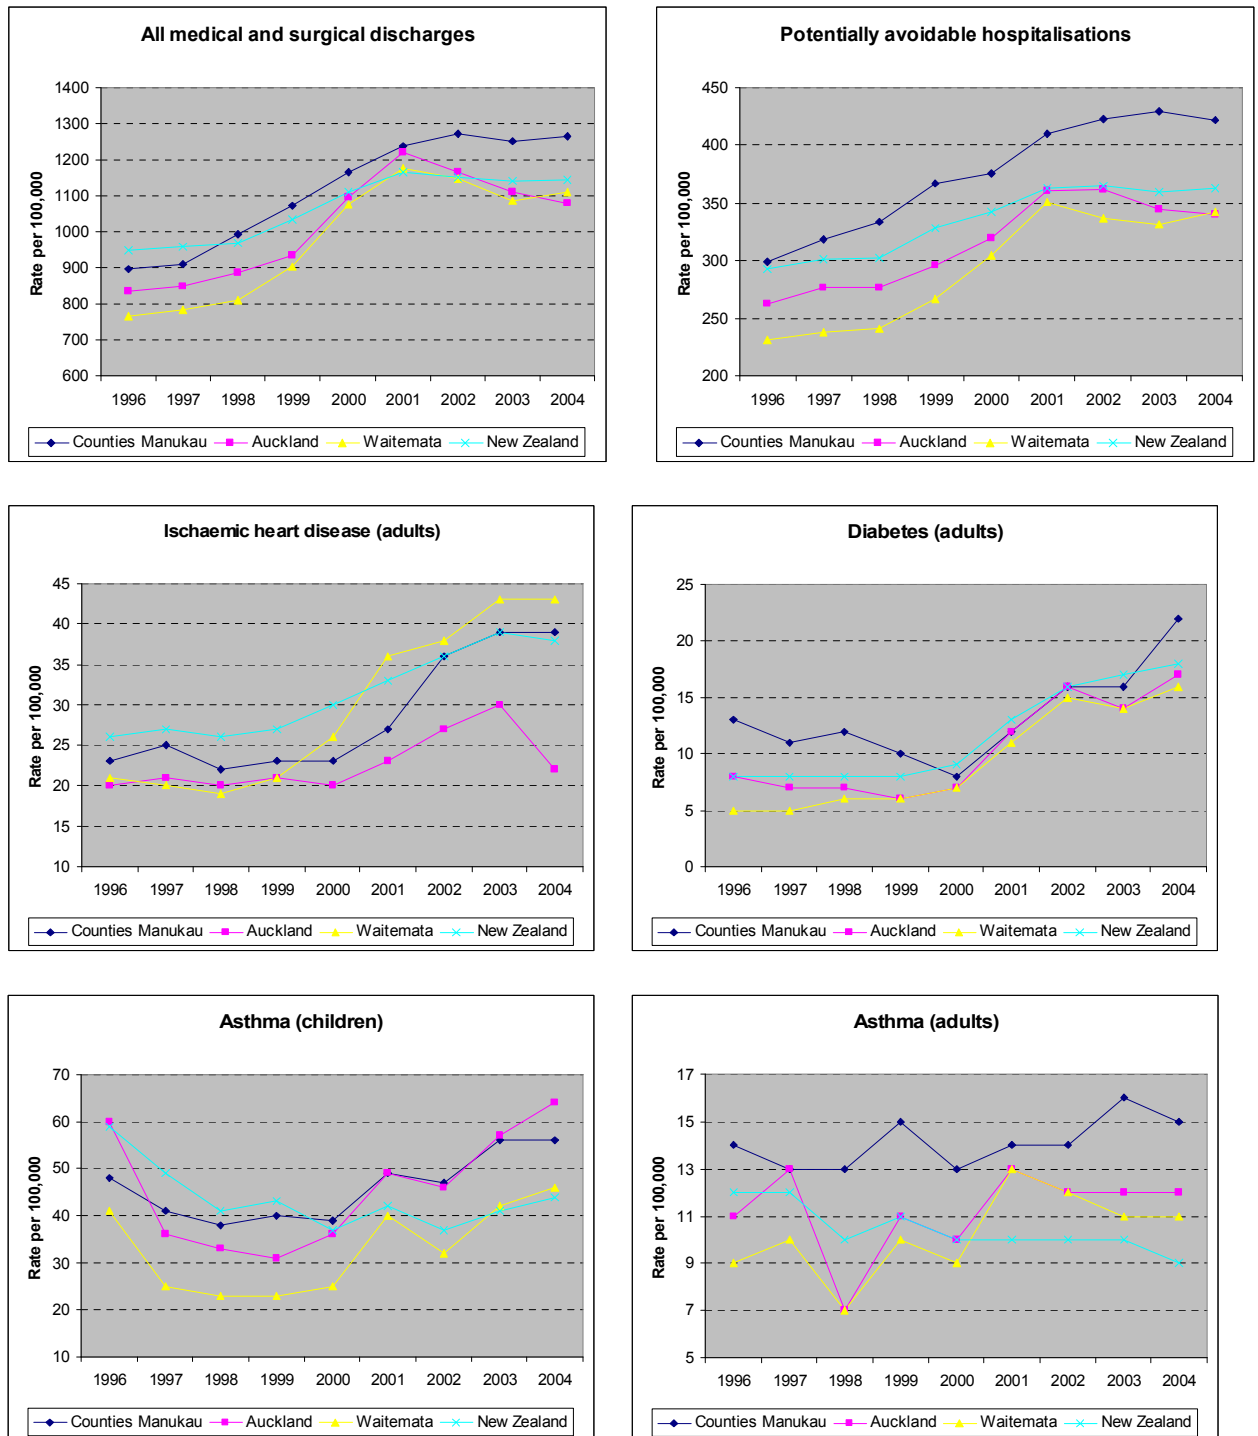 All medical and surgical discharges
Rate per 100,000
1400
1300
1200
1100
1000
900
800
700
600
1996 1997 1998 1999 2000 2001 2002 2003 2004
Counties Manukau Auckland Waitemata New Zealand
Potentially avoidable hospitalisations
Rate per 100,000
450
400
350
300
250
200
1996 1997 1998 1999 2000 2001 2002 2003 2004
Counties Manukau Auckland Waitemata New Zealand
Ischaemic heart disease (adults)
Rate per 100,000
45
40
35
30
25
20
15
10
1996 1997 1998 1999 2000 2001 2002 2003 2004
Counties Manukau Auckland Waitemata New Zealand
Diabetes (adults)
Rate per 100,000
25
20
15
10
5
0
1996 1997 1998 1999 2000 2001 2002 2003 2004
Counties Manukau Auckland Waitemata New Zealand
Asthma (children)
Rate per 100,000
70
60
50
40
30
20
10
1996 1997 1998 1999 2000 2001 2002 2003 2004
Counties Manukau Auckland Waitemata New Zealand
Asthma (adults)
Rate per 100,000
17
15
13
11
9
7
5
1996 1997 1998 1999 2000 2001 2002 2003 2004
Counties Manukau Auckland Waitemata New Zealand